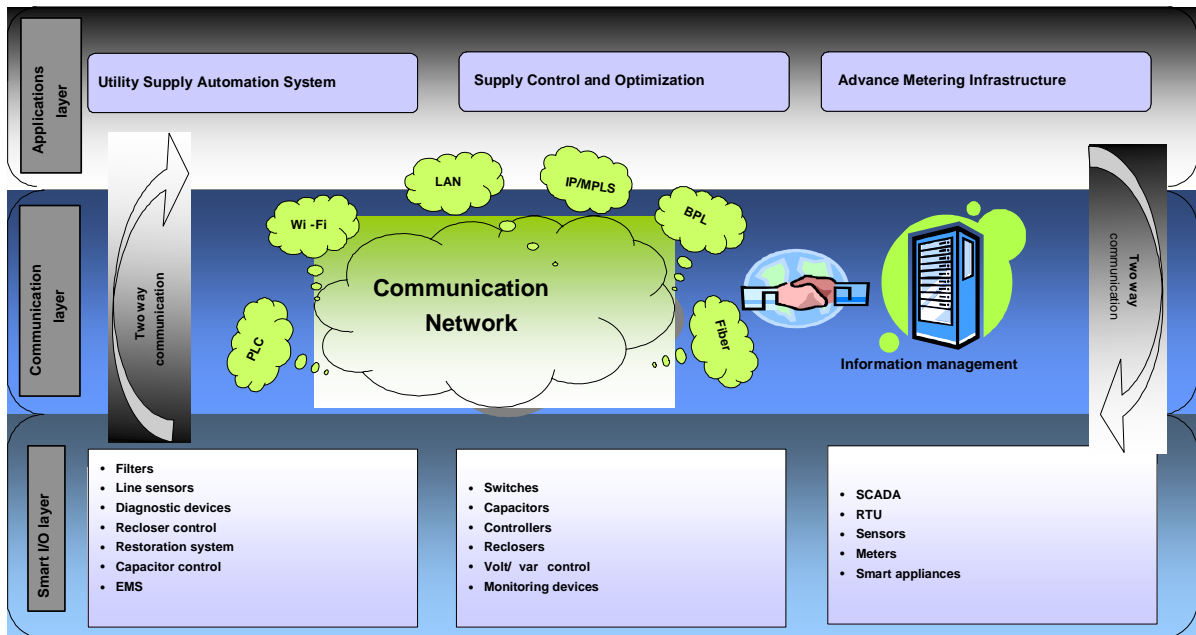 Applications
layer
Utility Supply Automation System
Supply Control and Optimization
Advance Metering Infrastructure
Communication
layer
Two way
communication
PLC
Wi -Fi
LAN
IP/MPLS
BPL
Fiber
Communication
Network
Information management
Two way
communication
Smart I/O layer
• Filters
• Line sensors
• Diagnostic devices
• Recloser control
• Restoration system
• Capacitor control
• EMS
• Switches
• Capacitors
• Controllers
• Reclosers
• Volt/ var control
• Monitoring devices
• SCADA
• RTU
• Sensors
• Meters
• Smart appliances